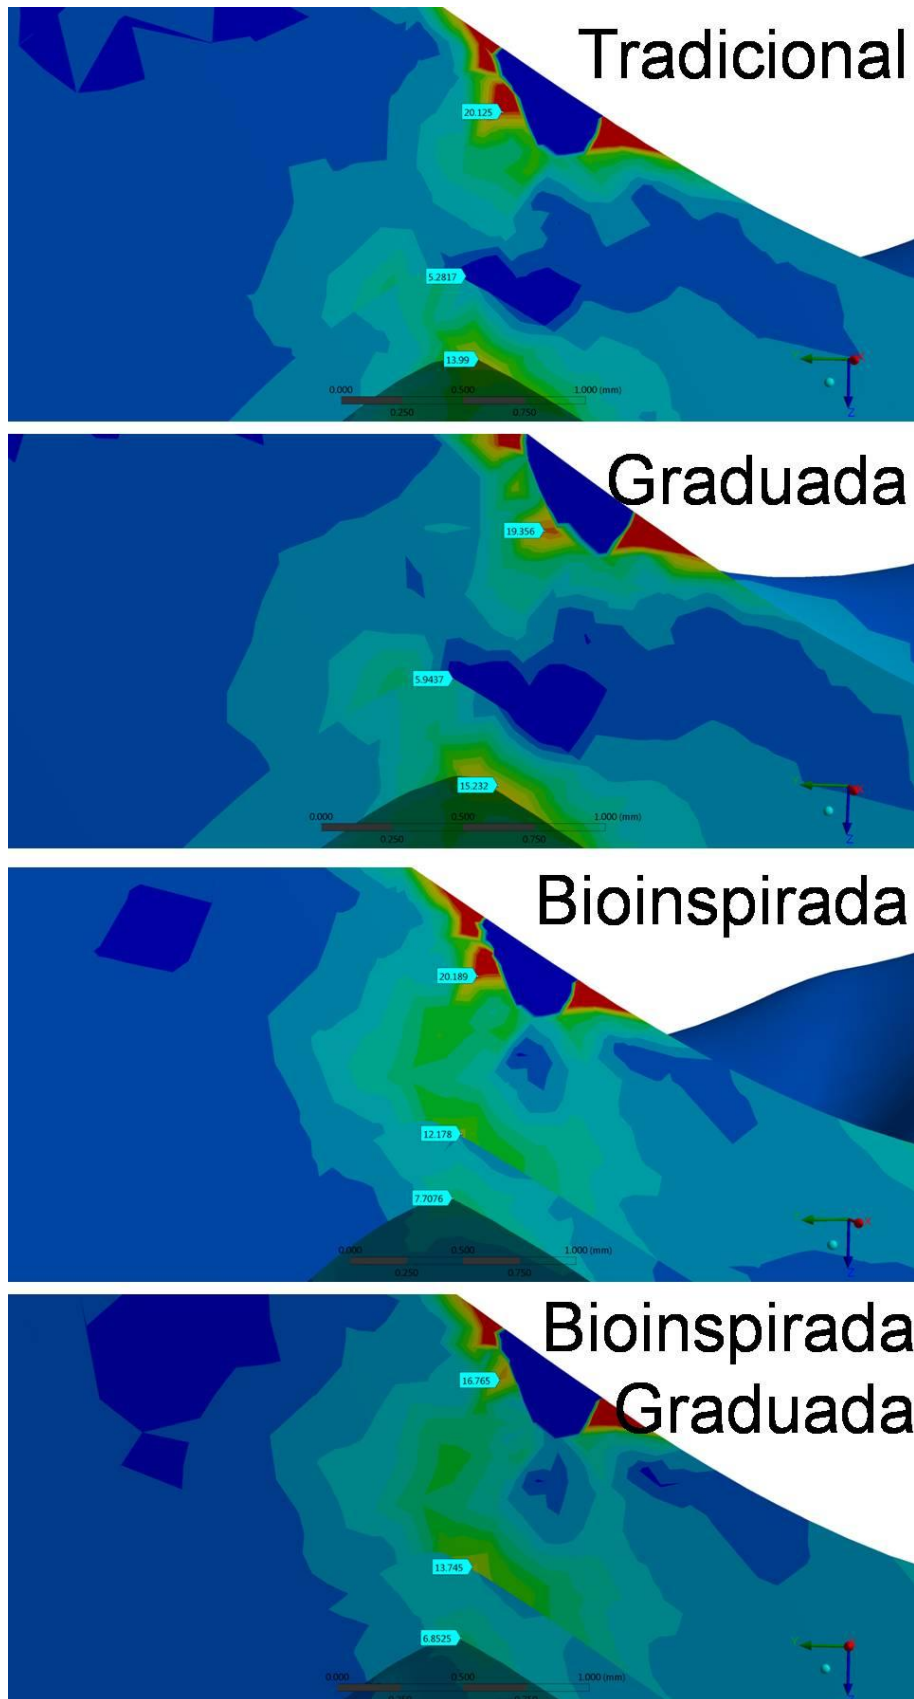 Tradicional
20.125
5.2817
13.99
0.000 0.500 1.000 (mm)
0.250 0.750
X
Z
Graduada
19.356
5.9437
15.232
0.000 0.500 1.000 (mm)
0.250 0.750
X
Z
Bioinspirada
20.189
12.178
7.7076
0.000 0.500 1.000 (mm)
0.250 0.750
X
Z
Bioinspirada
Graduada
16.765
13.745
6.8525
0.000 0.500 1.000 (mm)
Z